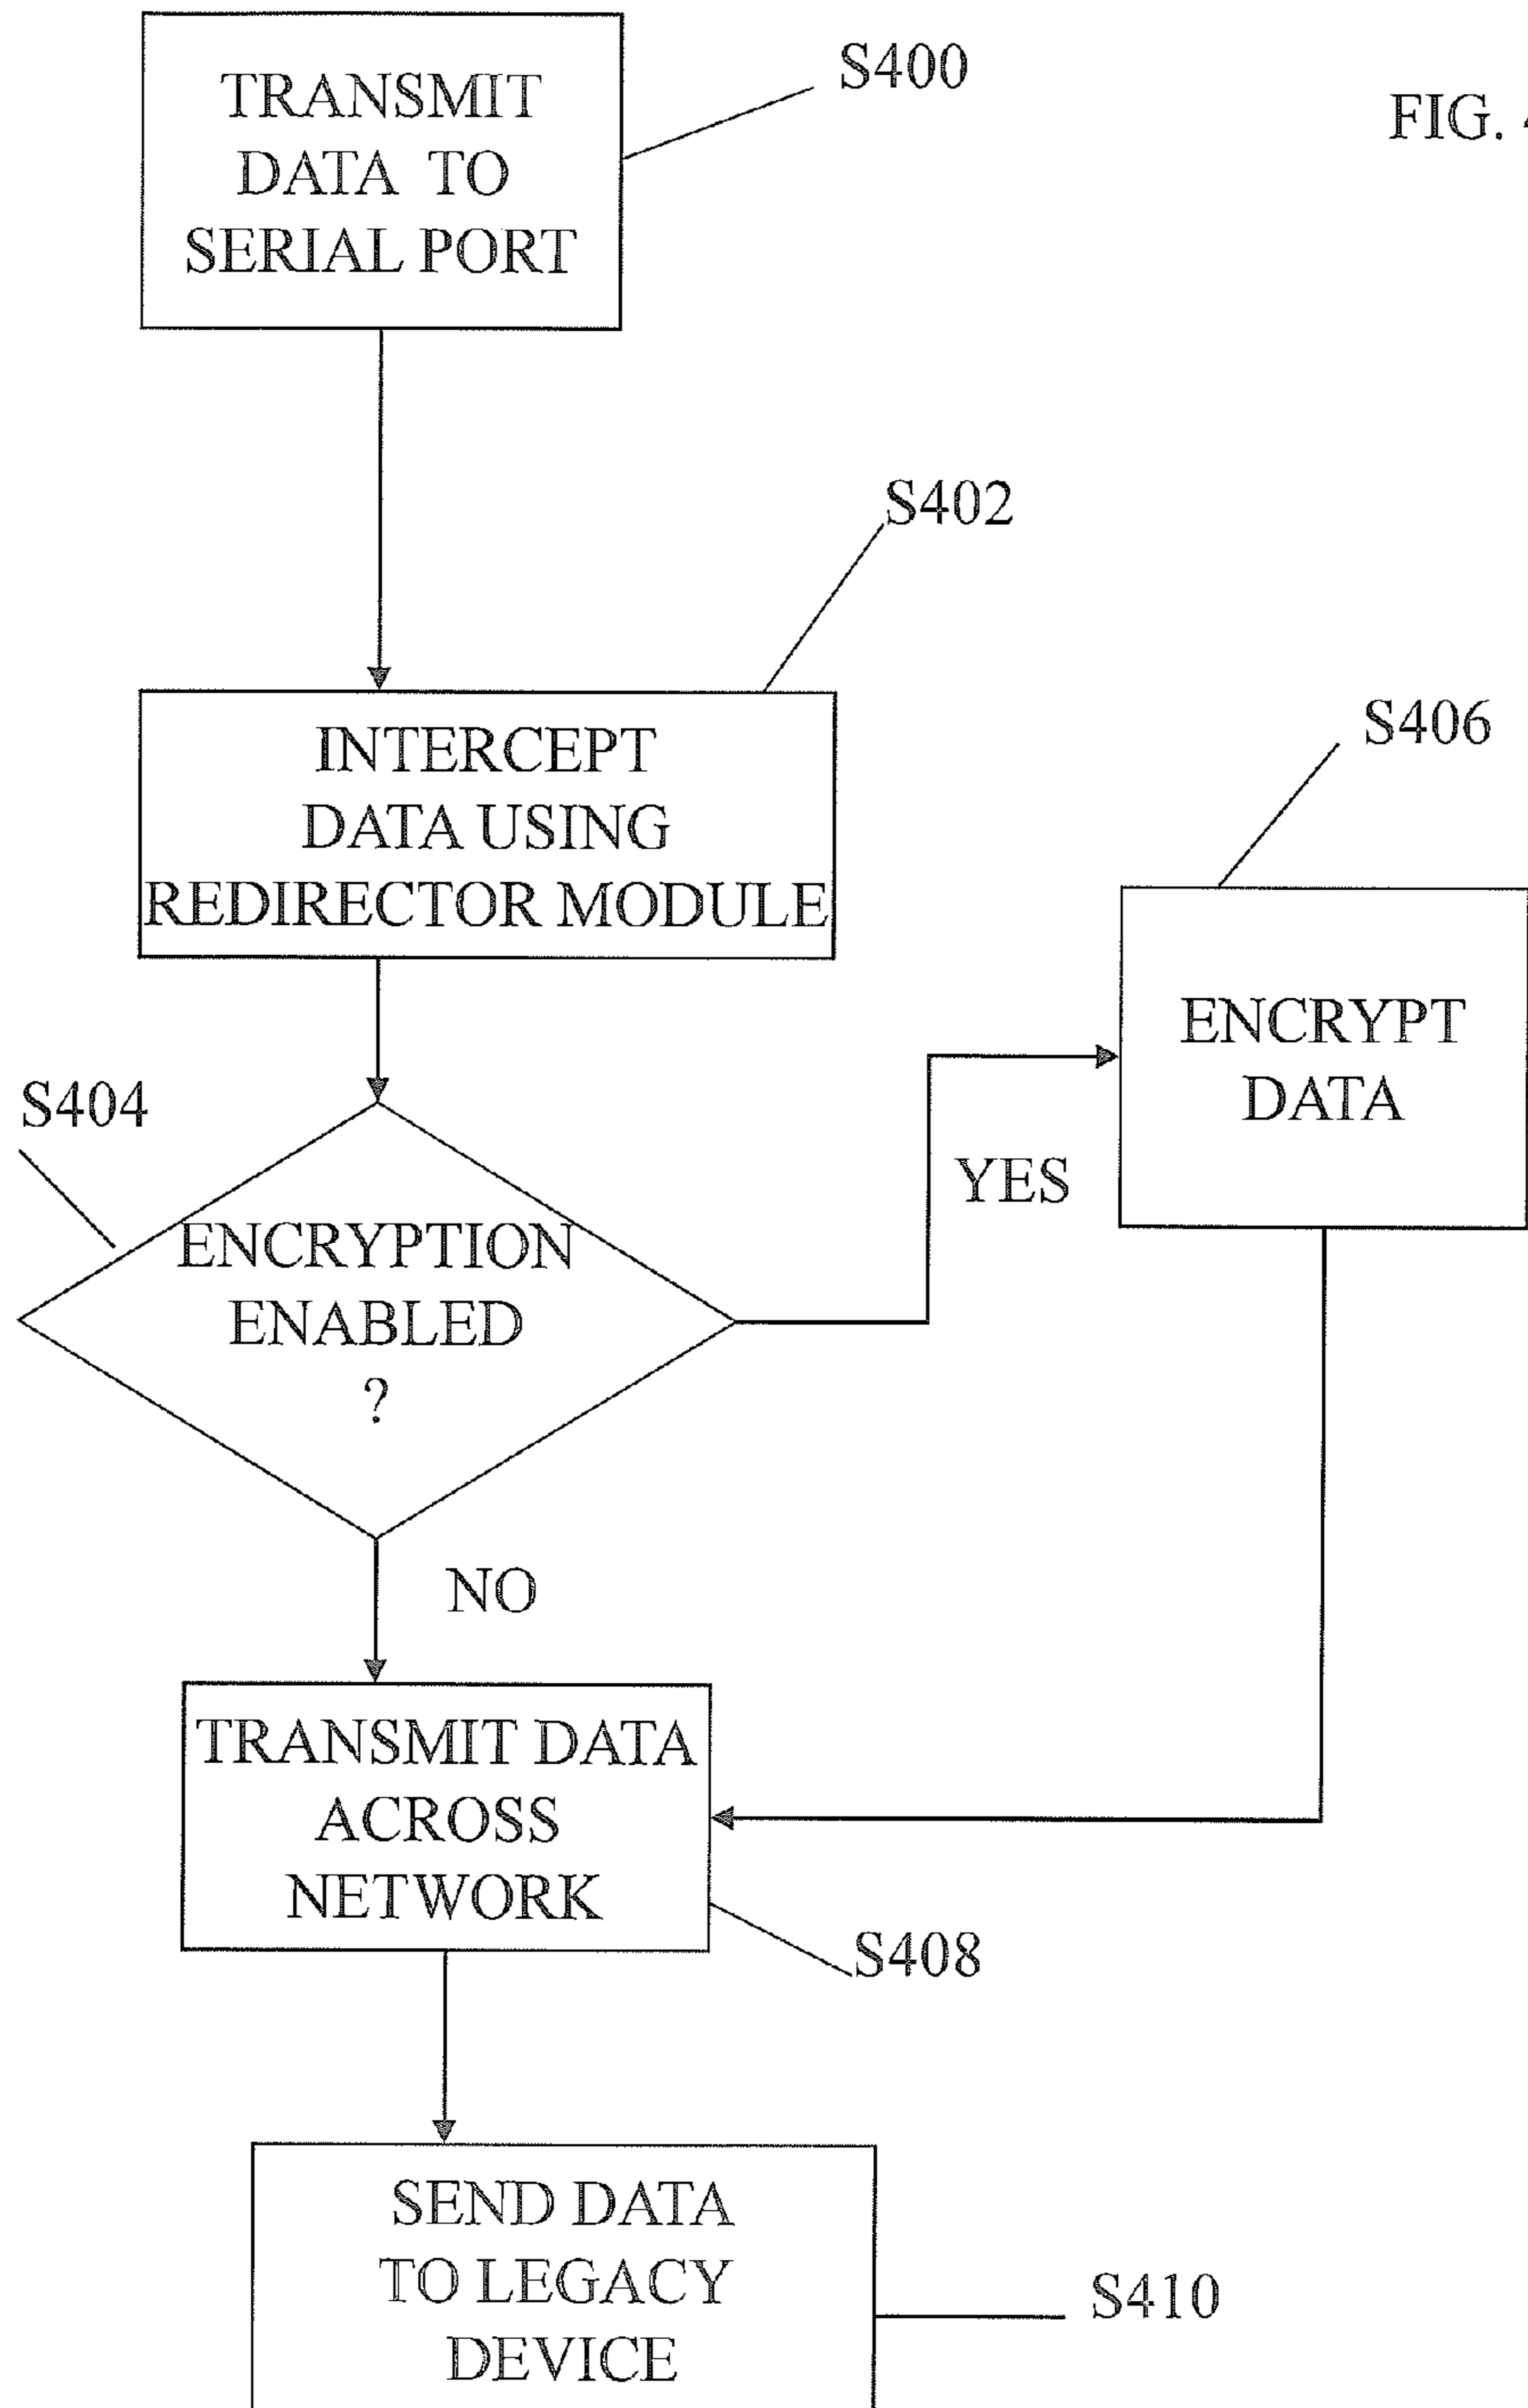 S400
FIG. 4
TRANSMIT
DATA TO
SERIAL PORT
S402
INTERCEPT
DATA USING
REDIRECTOR MODULE
S406
ENCRYPT
DATA
S404
YES
ENCRYPTION
ENABLED
?
NO
TRANSMIT DATA
ACROSS
NETWORK
S408
SEND DATA
TO LEGACY
DEVICE
S410